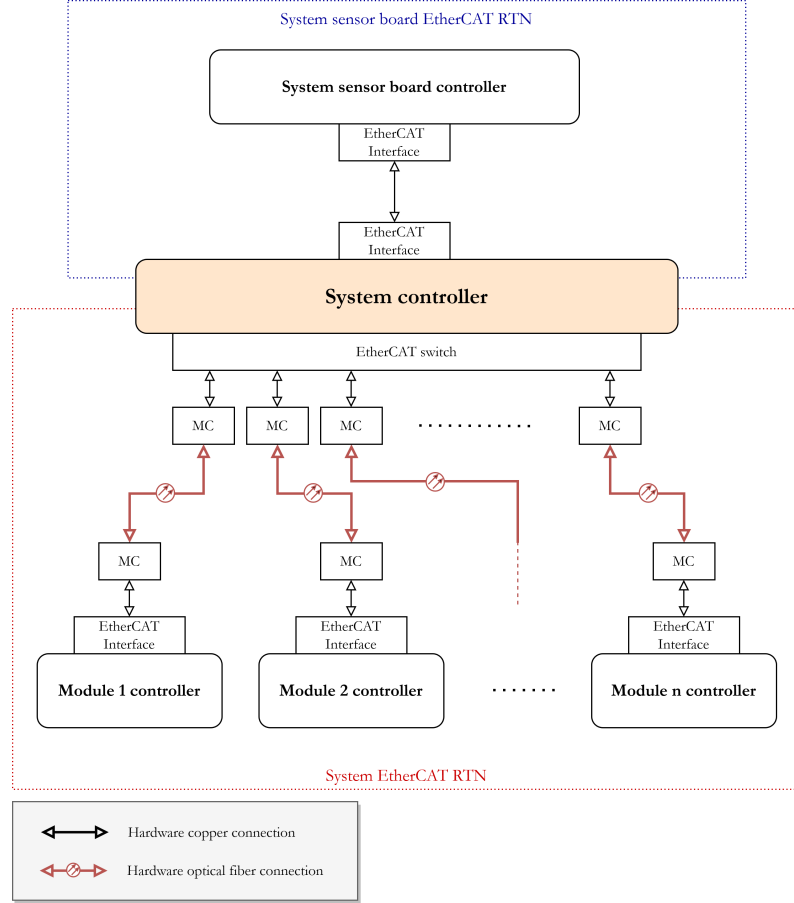 System sensor board EtherCAT RTN
System sensor board controller
EtherCAT
Interface
EtherCAT
Interface
System controller
EtherCAT switch
MC MC MC MC
MC MC MC
EtherCAT
Interface
EtherCAT
Interface
EtherCAT
Interface
Module 1 controller Module 2 controller Module n controller
System EtherCAT RTN
Hardware copper connection
Hardware optical fiber connection